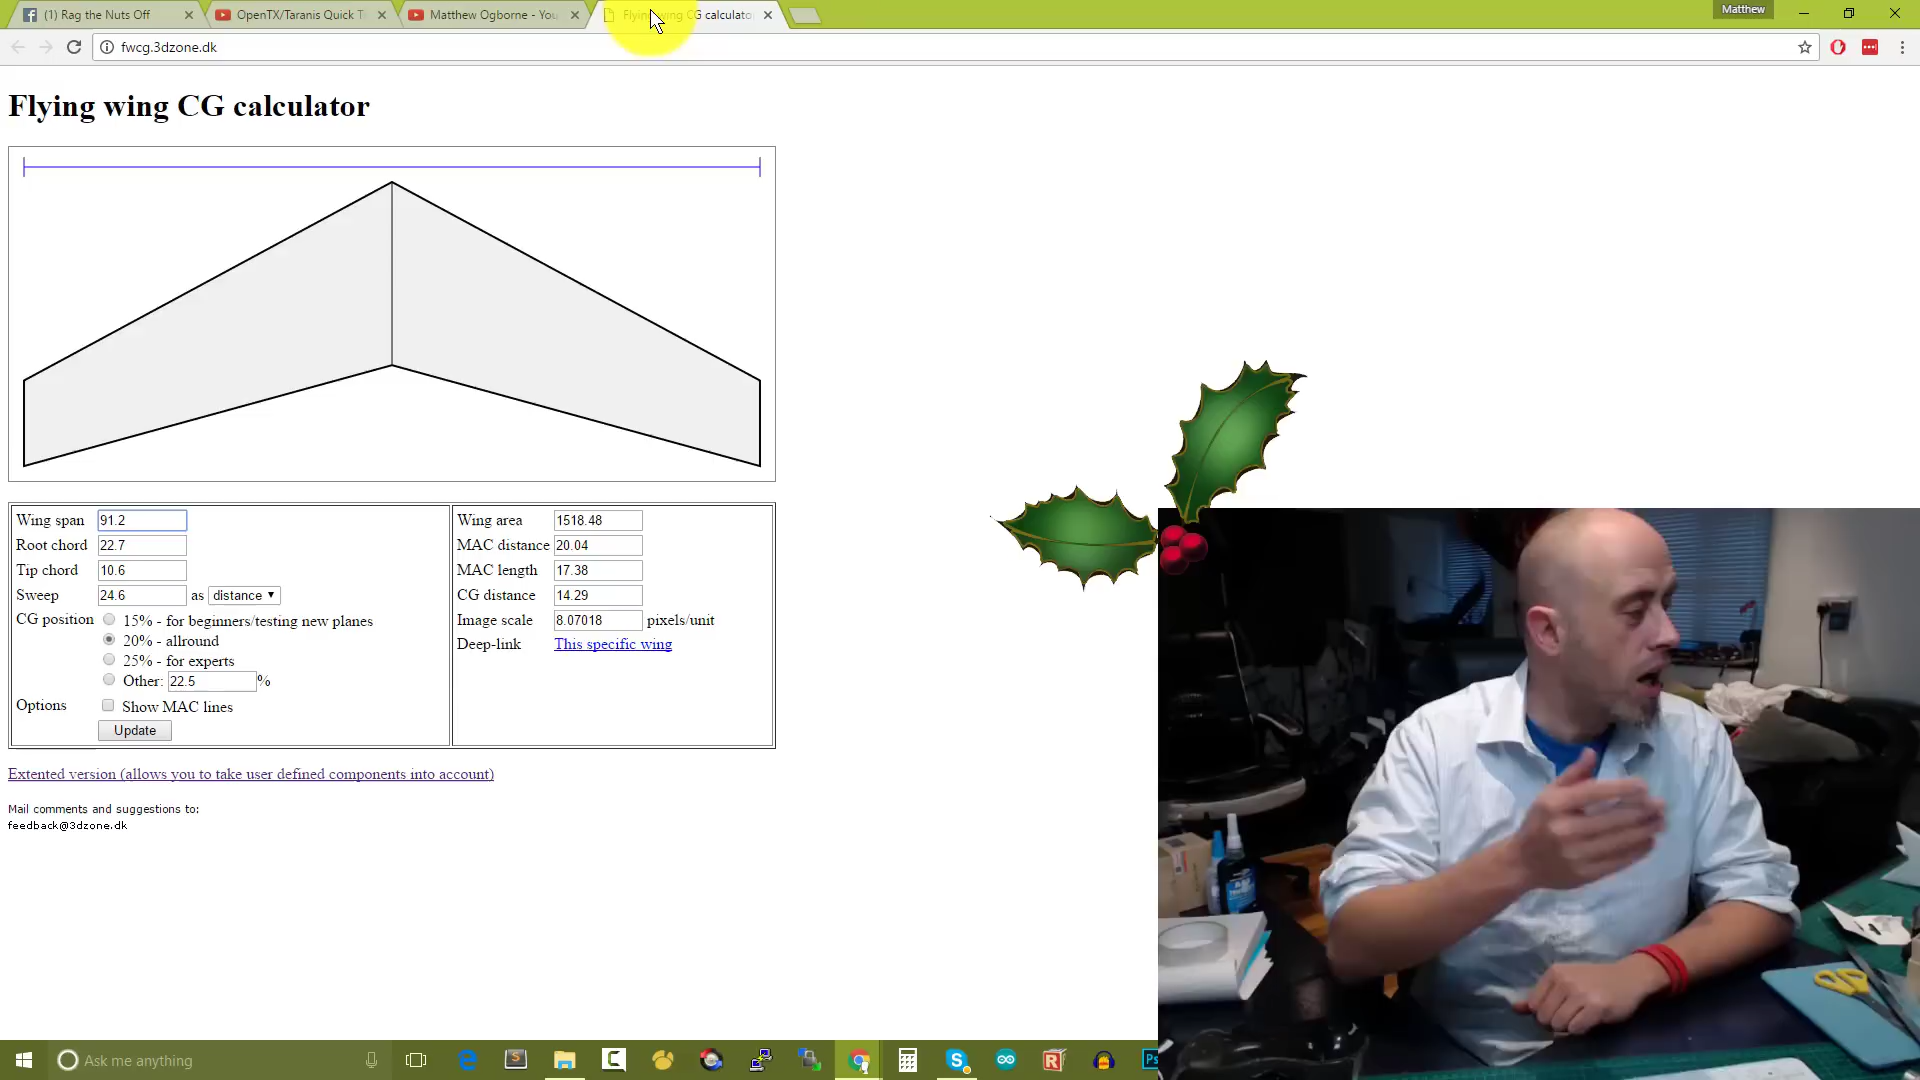 (1) Rag the Nuts Off
OpenTX/Taranis Quick Ti
Matthew Ogborne - You
Flying wing CG calculato
Matthew
fwcg.3dzone.dk
Flying wing CG calculator
Wing span 91.2
Root chord 22.7
Tip chord 10.6
Sweep 24.6 as distance
CG position 15% - for beginners/testing new planes
20% - allround
25% - for experts
Other: 22.5 %
Options Show MAC lines
Update
Wing area 1518.48
MAC distance 20.04
MAC length 17.38
CG distance 14.29
Image scale 8.07018 pixels/unit
Deep-link This specific wing
Extented version (allows you to take user defined components into account)
Mail comments and suggestions to:
feedback@3dzone.dk
Ask me anything
Ps